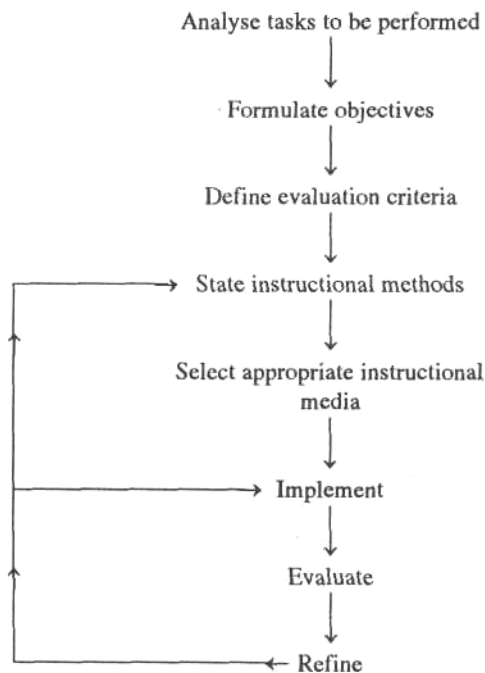 Analyse tasks to be performed
Formulate objectives
Define evaluation criteria
State instructional methods
Select appropriate instructional
media
Implement
Evaluate
Refine